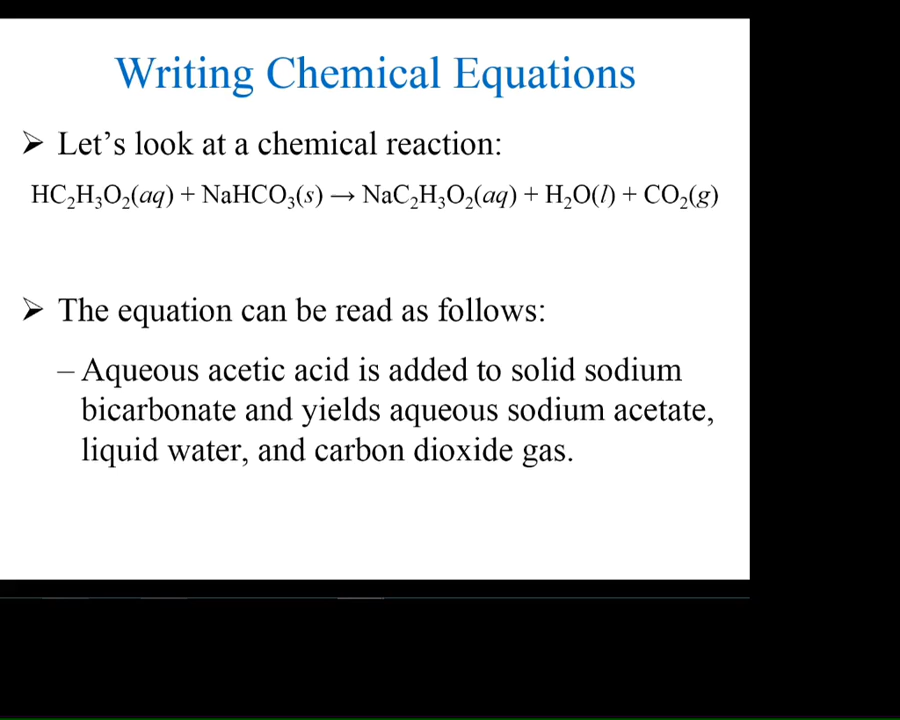 Writing Chemical Equations
➢ Let’s look at a chemical reaction:
HC₂H₃O₂(aq) + NaHCO₃(s) → NaC₂H₃O₂(aq) + H₂O(l) + CO₂(g)
➢ The equation can be read as follows:
– Aqueous acetic acid is added to solid sodium
bicarbonate and yields aqueous sodium acetate,
liquid water, and carbon dioxide gas.